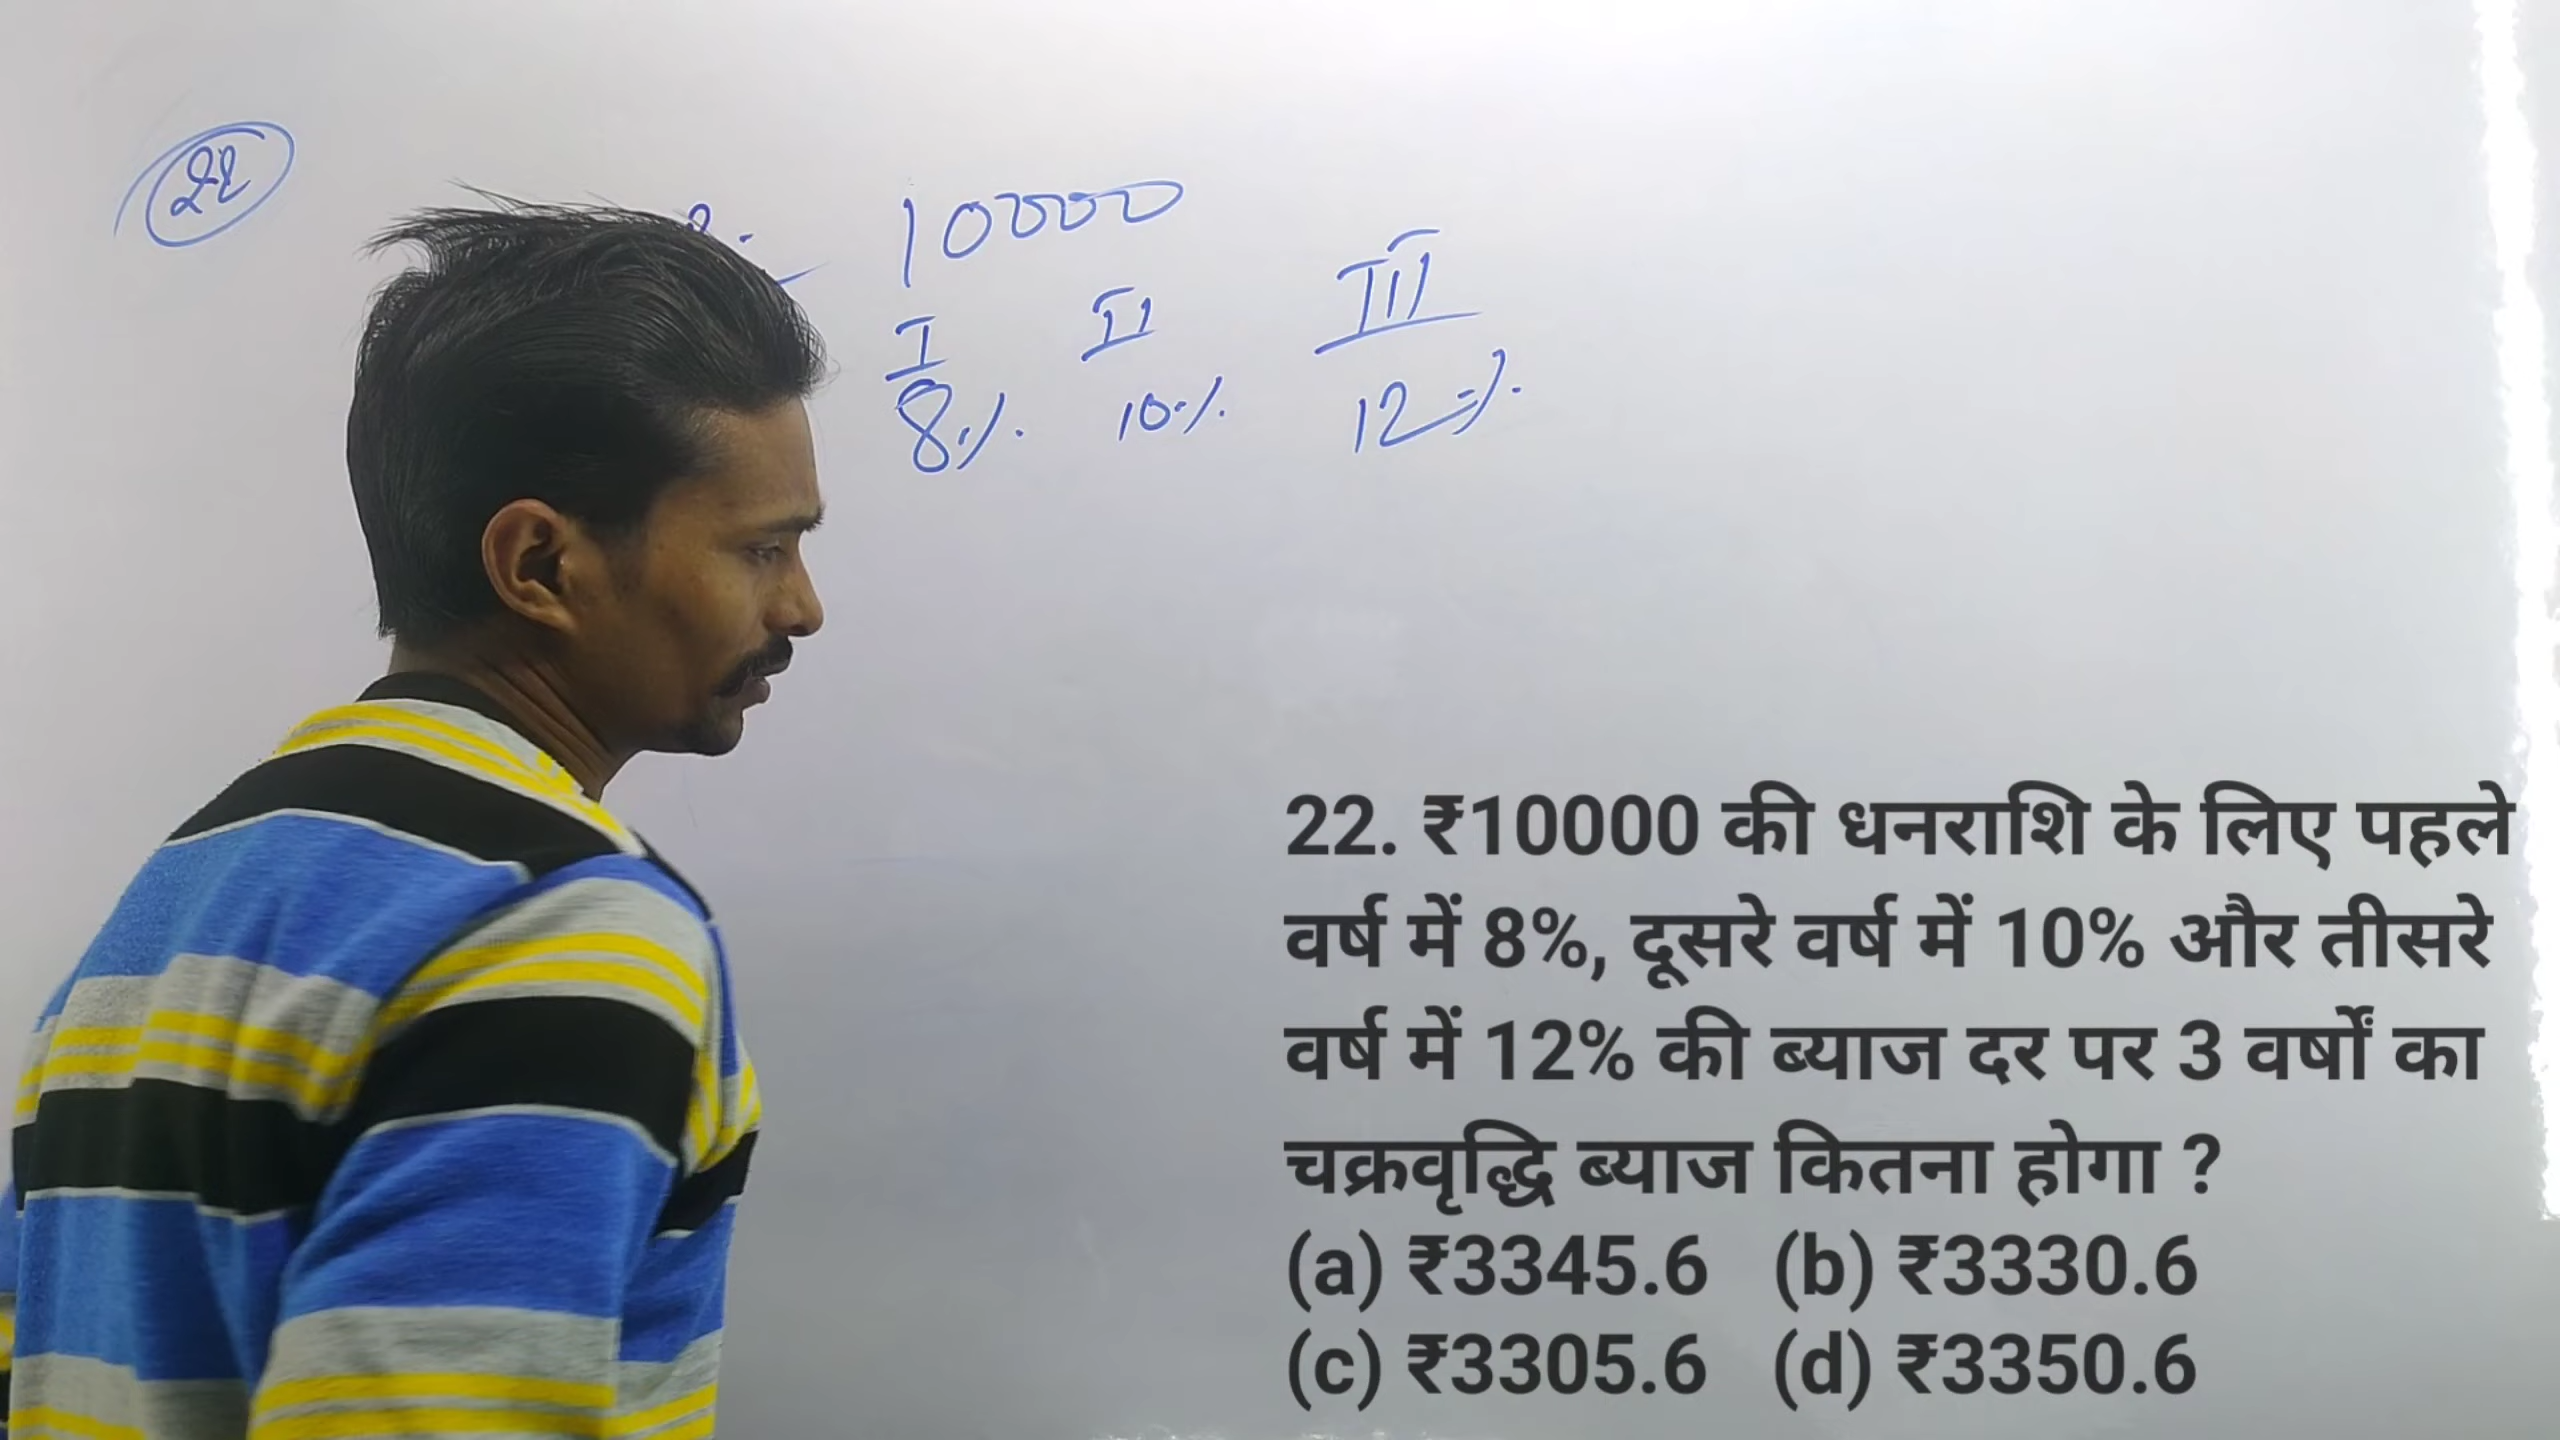 22
10000
I II III
8% 10% 12%
22. ₹10000 की धनराशि के लिए पहले
वर्ष में 8%, दूसरे वर्ष में 10% और तीसरे
वर्ष में 12% की ब्याज दर पर 3 वर्षों का
चक्रवृद्धि ब्याज कितना होगा ?
(a) ₹3345.6 (b) ₹3330.6
(c) ₹3305.6 (d) ₹3350.6